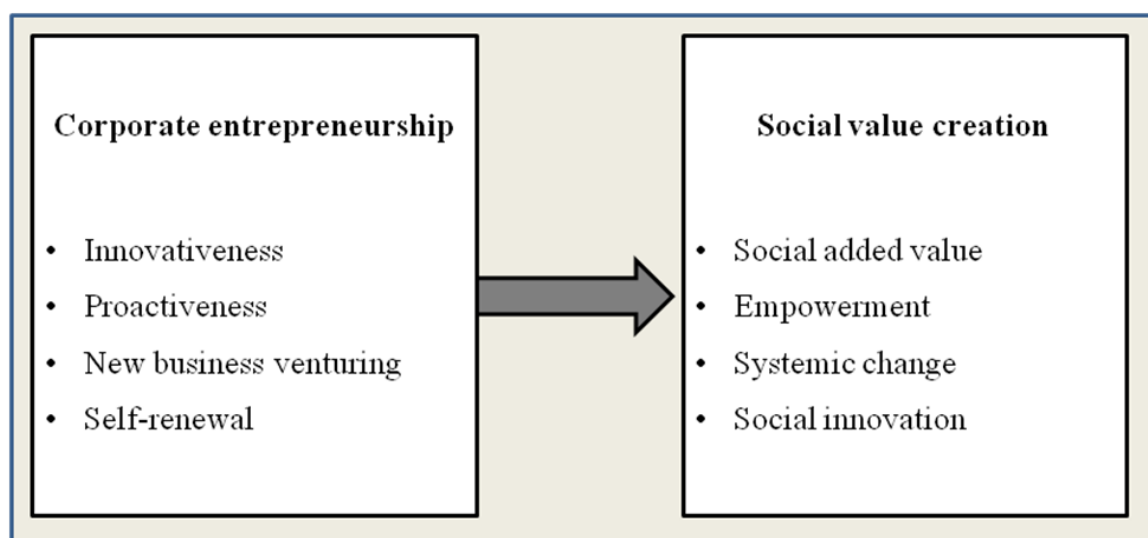 Corporate entrepreneurship
• Innovativeness
• Proactiveness
• New business venturing
• Self-renewal
Social value creation
• Social added value
• Empowerment
• Systemic change
• Social innovation